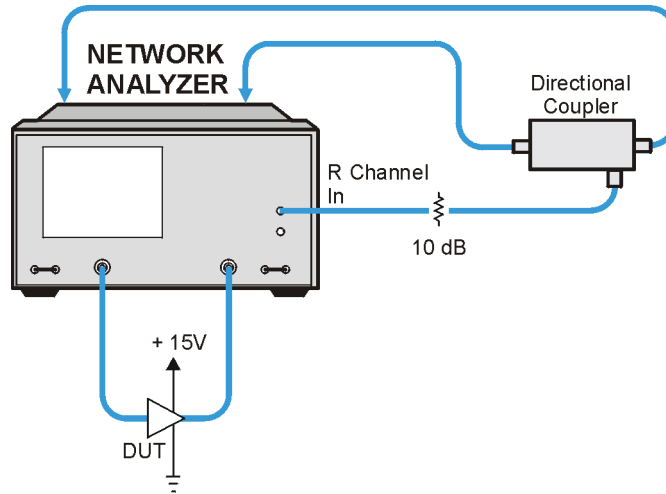 NETWORK
ANALYZER
Directional
Coupler
R Channel
In
10 dB
+ 15V
DUT